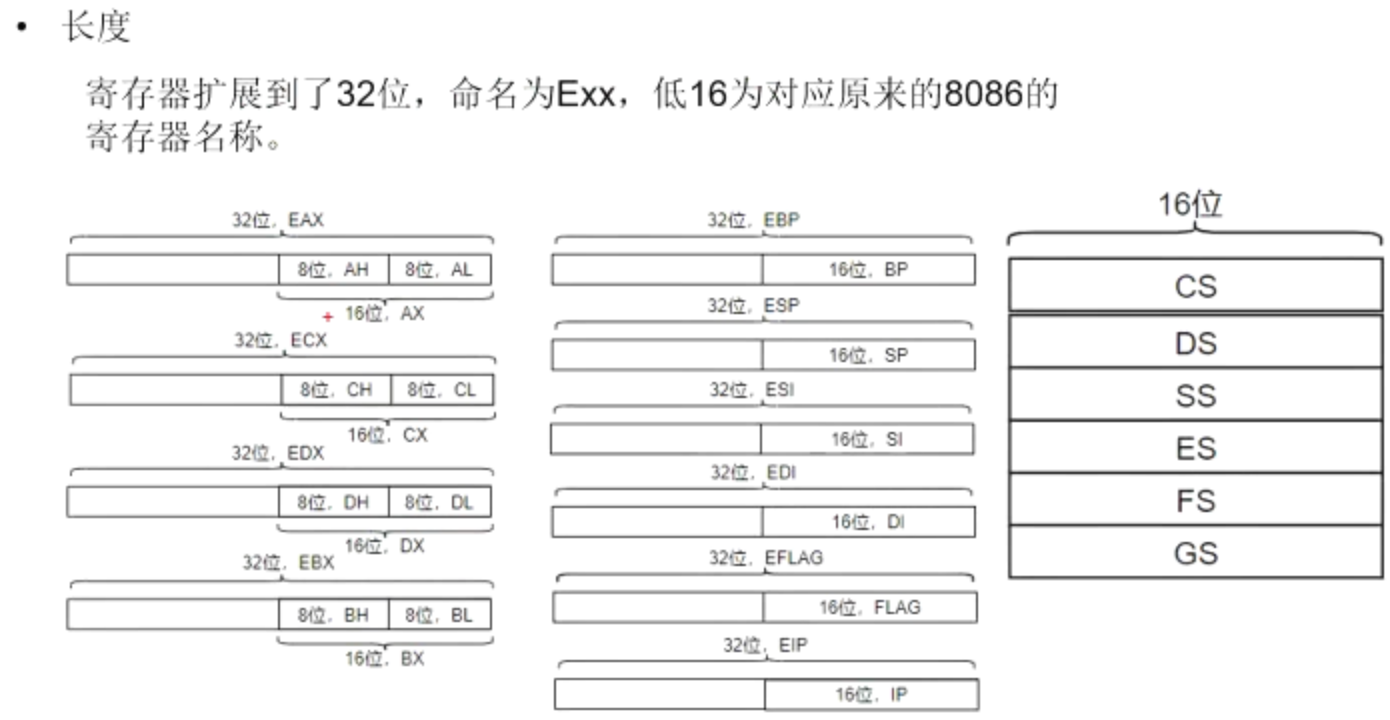 • 长度
寄存器扩展到了32位，命名为Exx，低16为对应原来的8086的
寄存器名称。
32位，EAX
8位，AH 8位，AL
+ 16位，AX
32位，ECX
8位，CH 8位，CL
16位，CX
32位，EDX
8位，DH 8位，DL
16位，DX
32位，EBX
8位，BH 8位，BL
16位，BX
32位，EBP
16位，BP
32位，ESP
16位，SP
32位，ESI
16位，SI
32位，EDI
16位，DI
32位，EFLAG
16位，FLAG
32位，EIP
16位，IP
16位
CS
DS
SS
ES
FS
GS